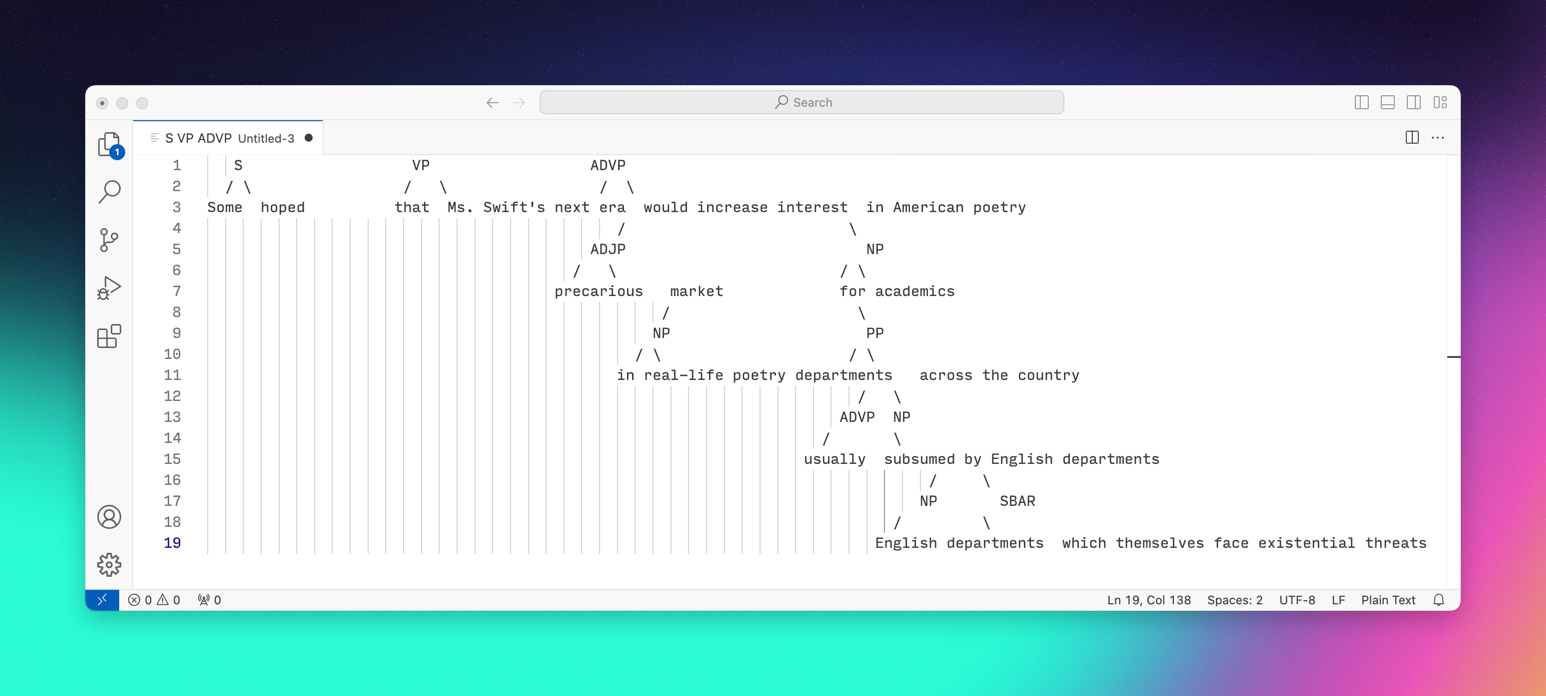 Search
S VP ADVP Untitled-3
1
1 S VP ADVP
2 / \ / \ / \
3 Some hoped that Ms. Swift's next era would increase interest in American poetry
4 / \
5 ADJP NP
6 / \ / \
7 precarious market for academics
8 / \
9 NP PP
10 / \ / \
11 in real-life poetry departments across the country
12 / \
13 ADVP NP
14 / \
15 usually subsumed by English departments
16 / \
17 NP SBAR
18 / \
19 English departments which themselves face existential threats
0 0 0 Ln 19, Col 138 Spaces: 2 UTF-8 LF Plain Text